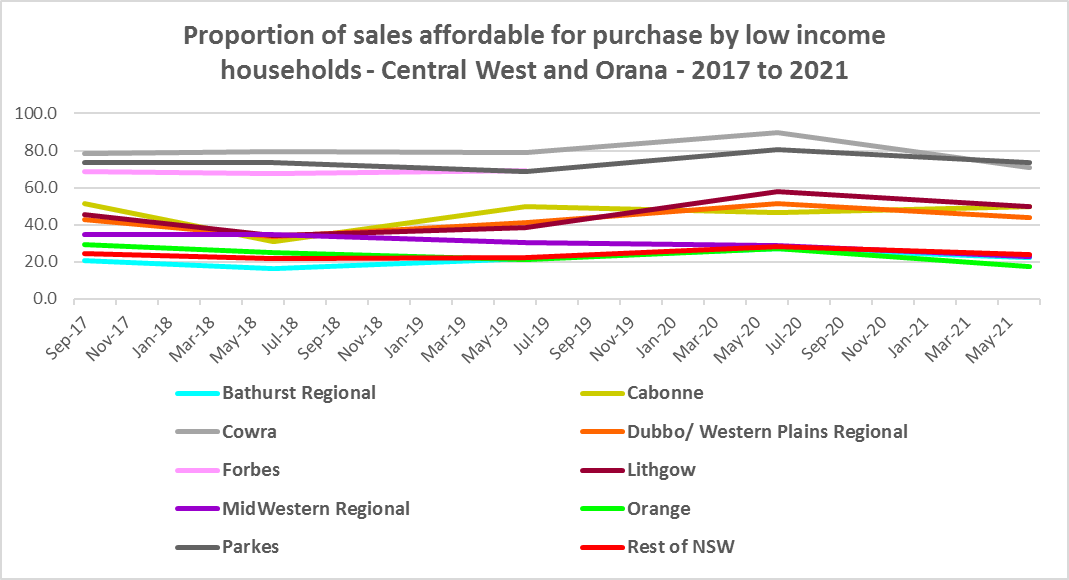 Proportion of sales affordable for purchase by low income
households - Central West and Orana - 2017 to 2021
100.0
80.0
60.0
40.0
20.0
0.0
Sep-17
Nov-17
Jan-18
Mar-18
May-18
Jul-18
Sep-18
Nov-18
Jan-19
Mar-19
May-19
Jul-19
Sep-19
Nov-19
Jan-20
Mar-20
May-20
Jul-20
Sep-20
Nov-20
Jan-21
Mar-21
May-21
Bathurst Regional
Cabonne
Cowra
Dubbo/ Western Plains Regional
Forbes
Lithgow
MidWestern Regional
Orange
Parkes
Rest of NSW